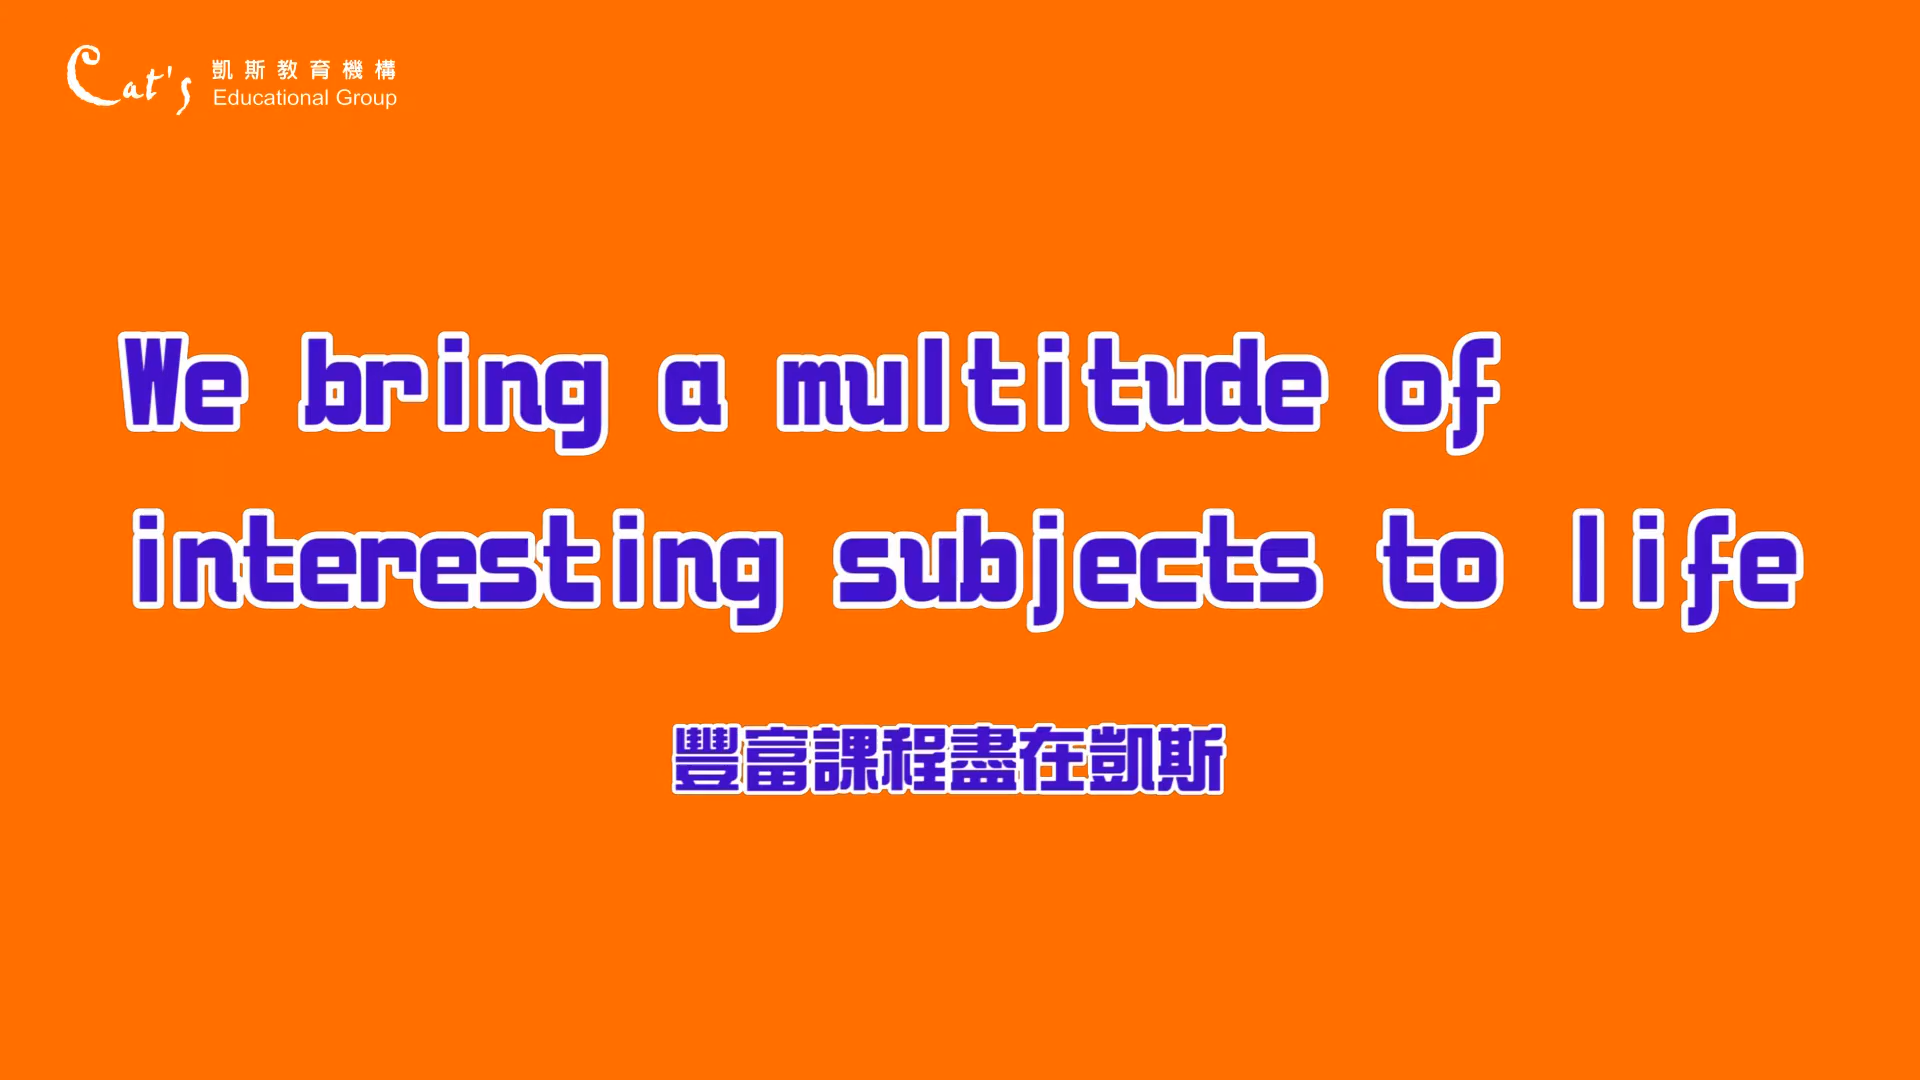 Cat's 凱斯教育機構
Educational Group
We bring a multitude of
interesting subjects to life
豐富課程盡在凱斯